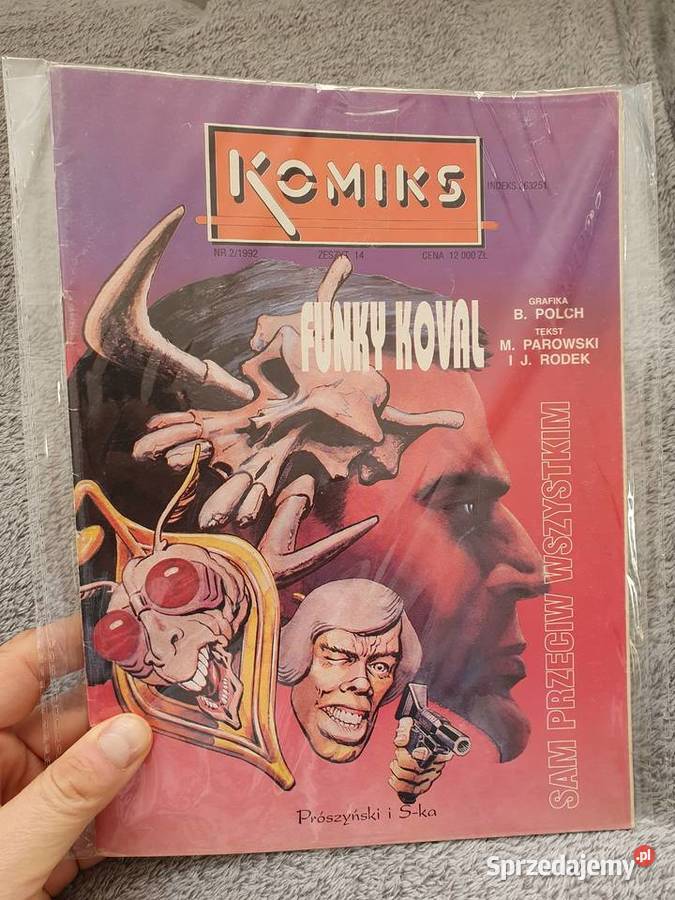 KOMIKS
INDEKS 363251
NR 2/1992 ZESZYT 14 CENA 12 000 ZŁ
FUNKY KOVAL
GRAFIKA
B. POLCH
TEKST
M. PAROWSKI
I J. RODEK
SAM PRZECIW WSZYSTKIM
Prószyński i S-ka
Sprzedajemy.pl